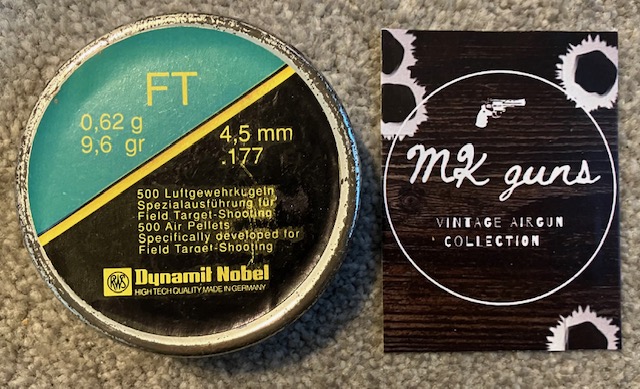 FT
0,62 g
9,6 gr
4,5 mm
.177
500 Luftgewehrkugeln
Spezialausführung für
Field Target-Shooting
500 Air Pellets
Specifically developed for
Field Target-Shooting
RWS
Dynamit Nobel
HIGH TECH QUALITY MADE IN GERMANY
MK guns
VINTAGE AIRGUN
COLLECTION